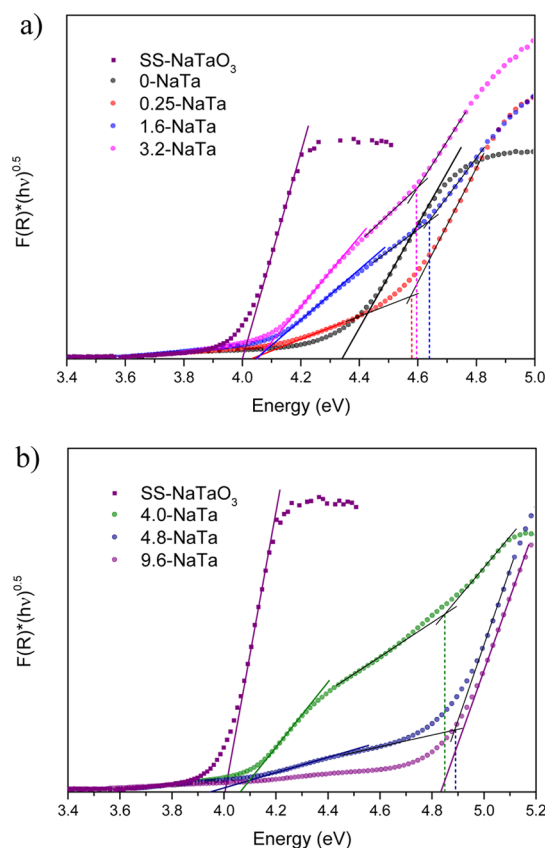 a)
SS-NaTaO3
0-NaTa
0.25-NaTa
1.6-NaTa
3.2-NaTa
F(R)*(hν)^0.5
3.4 3.6 3.8 4.0 4.2 4.4 4.6 4.8 5.0
Energy (eV)
b)
SS-NaTaO3
4.0-NaTa
4.8-NaTa
9.6-NaTa
F(R)*(hν)^0.5
3.4 3.6 3.8 4.0 4.2 4.4 4.6 4.8 5.0 5.2
Energy (eV)